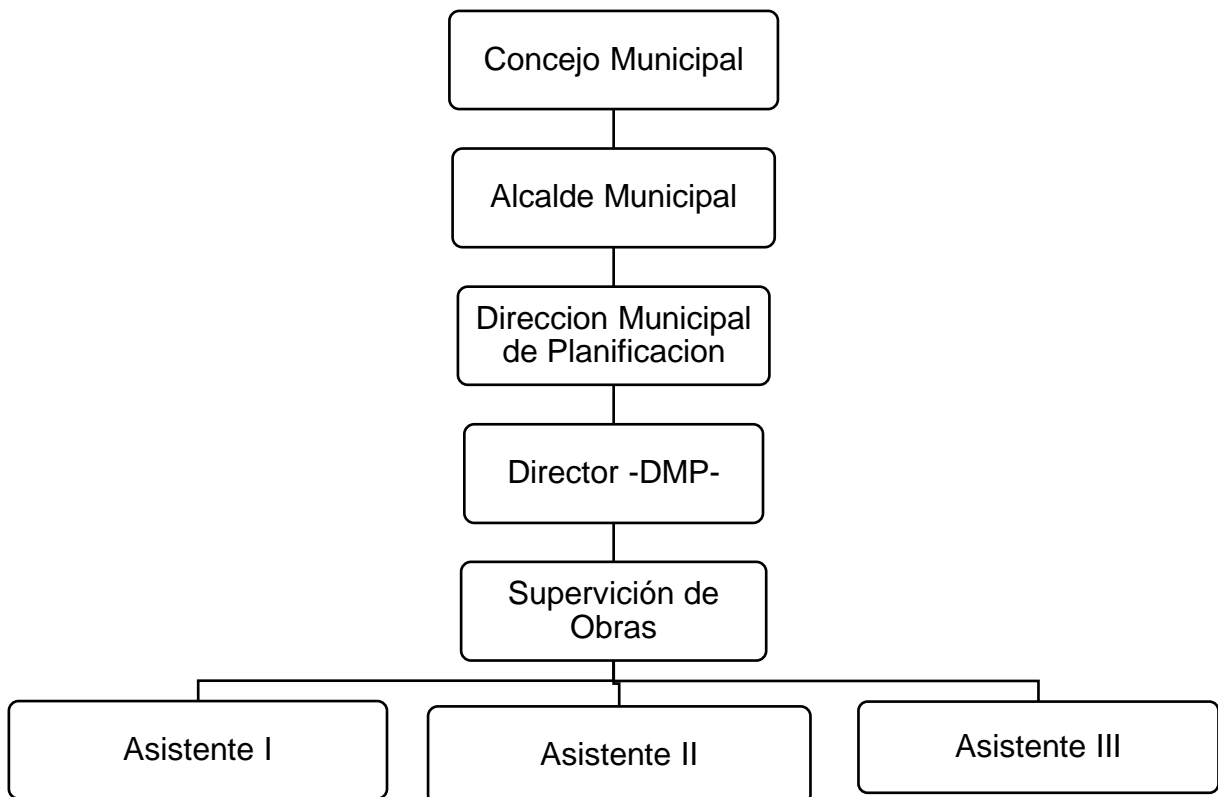 Concejo Municipal
Alcalde Municipal
Direccion Municipal
de Planificacion
Director -DMP-
Supervición de
Obras
Asistente I
Asistente II
Asistente III